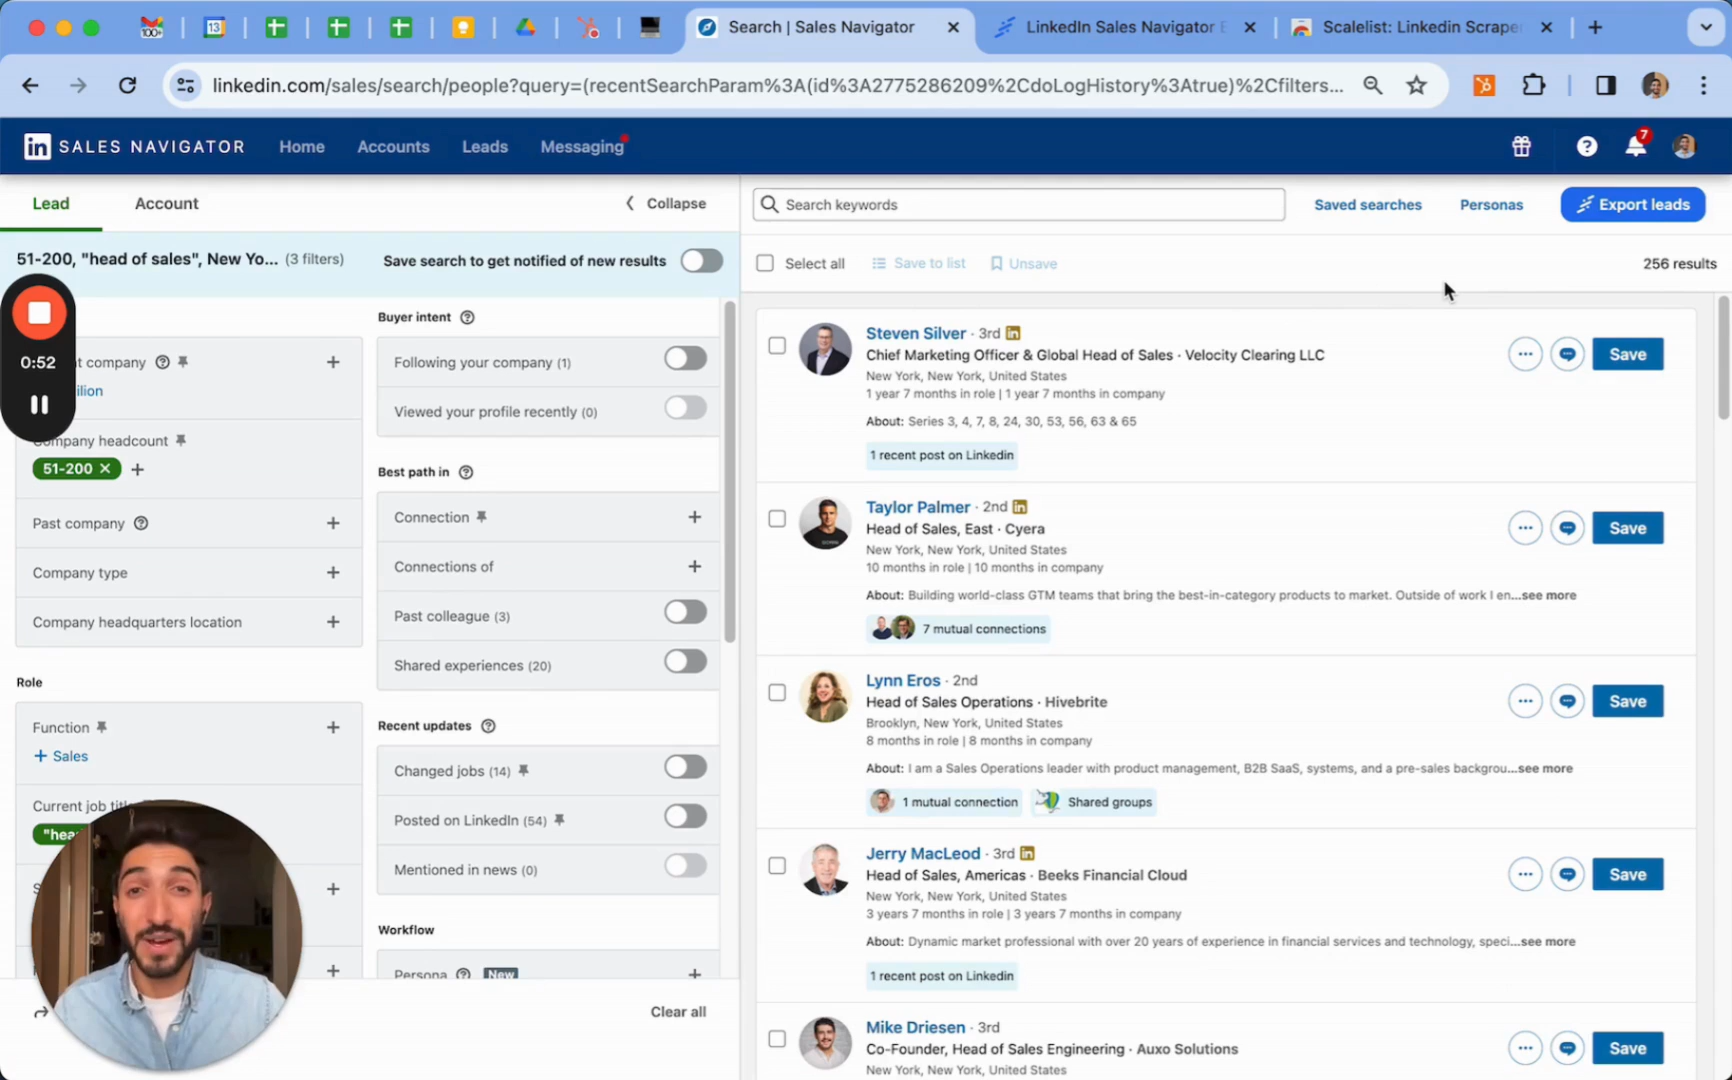 100+
13
Search | Sales Navigator
LinkedIn Sales Navigator E
Scalelist: Linkedin Scrape
linkedin.com/sales/search/people?query=(recentSearchParam%3A(id%3A2775286209%2CdoLogHistory%3Atrue)%2Cfilters...
in SALES NAVIGATOR
Home
Accounts
Leads
Messaging
7
Lead
Account
Collapse
Search keywords
Saved searches
Personas
Export leads
51-200, "head of sales", New Yo... (3 filters)
Save search to get notified of new results
Select all
Save to list
Unsave
256 results
0:52
company
Company headcount
51-200
Past company
Company type
Company headquarters location
Role
Function
+ Sales
Current job
"hea
Buyer intent
Following your company (1)
Viewed your profile recently (0)
Best path in
Connection
Connections of
Past colleague (3)
Shared experiences (20)
Recent updates
Changed jobs (14)
Posted on LinkedIn (54)
Mentioned in news (0)
Workflow
Persona New
Clear all
Steven Silver · 3rd in
Chief Marketing Officer & Global Head of Sales · Velocity Clearing LLC
New York, New York, United States
1 year 7 months in role | 1 year 7 months in company
About: Series 3, 4, 7, 8, 24, 30, 53, 56, 63 & 65
1 recent post on Linkedin
Save
Taylor Palmer · 2nd in
Head of Sales, East · Cyera
New York, New York, United States
10 months in role | 10 months in company
About: Building world-class GTM teams that bring the best-in-category products to market. Outside of work I en...see more
7 mutual connections
Save
Lynn Eros · 2nd
Head of Sales Operations · Hivebrite
Brooklyn, New York, United States
8 months in role | 8 months in company
About: I am a Sales Operations leader with product management, B2B SaaS, systems, and a pre-sales backgrou...see more
1 mutual connection
Shared groups
Save
Jerry MacLeod · 3rd in
Head of Sales, Americas · Beeks Financial Cloud
New York, New York, United States
3 years 7 months in role | 3 years 7 months in company
About: Dynamic market professional with over 20 years of experience in financial services and technology, speci...see more
1 recent post on Linkedin
Save
Mike Driesen · 3rd
Co-Founder, Head of Sales Engineering · Auxo Solutions
New York, New York, United States
Save